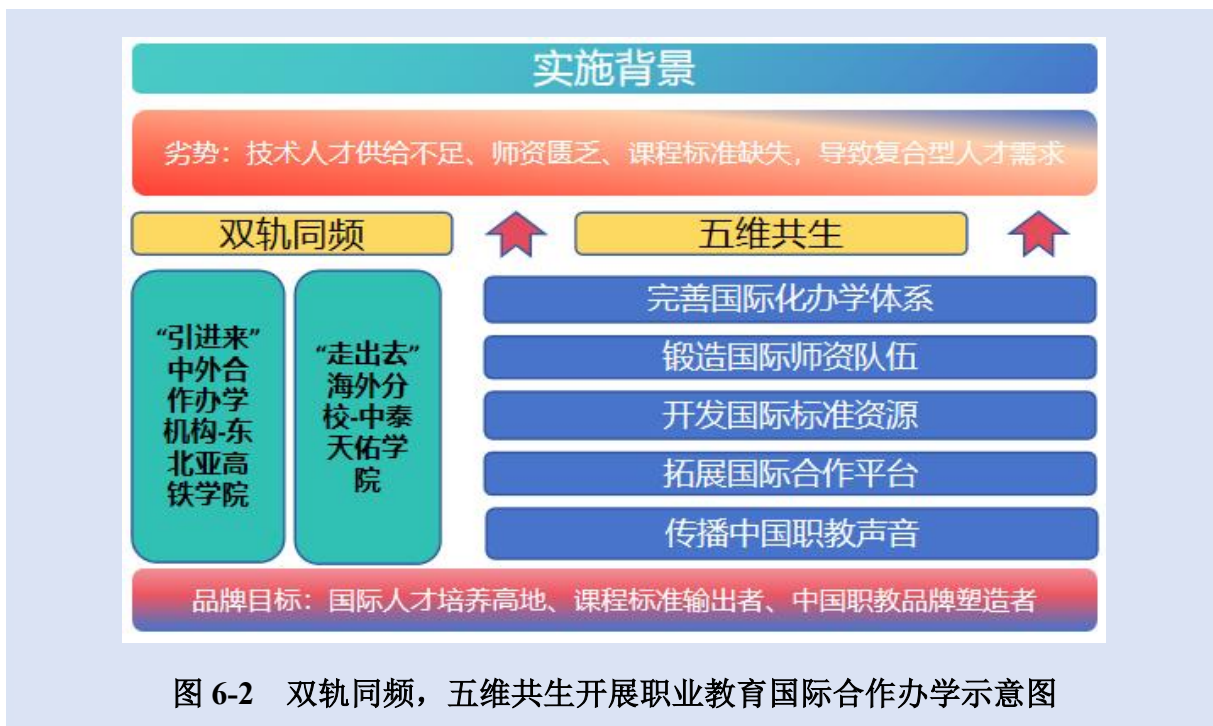 实施背景
劣势：技术人才供给不足、师资匮乏、课程标准缺失，导致复合型人才需求
双轨同频
五维共生
“引进来”
中外合
作办学
机构-东
北亚高
铁学院
“走出去”
海外分
校-中泰
天佑学
院
完善国际化办学体系
锻造国际师资队伍
开发国际标准资源
拓展国际合作平台
传播中国职教声音
品牌目标：国际人才培养高地、课程标准输出者、中国职教品牌塑造者
图 6-2 双轨同频，五维共生开展职业教育国际合作办学示意图